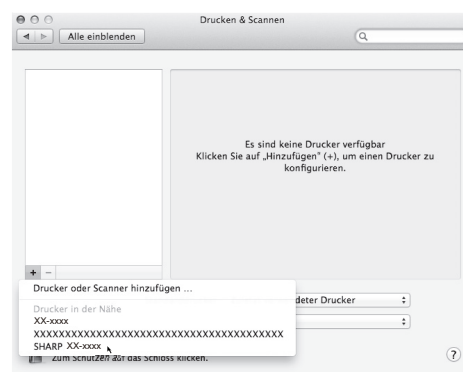 Drucken & Scannen
Alle einblenden
Es sind keine Drucker verfügbar
Klicken Sie auf „Hinzufügen“ (+), um einen Drucker zu
konfigurieren.
+ −
Drucker oder Scanner hinzufügen ...
Drucker in der Nähe
XX-xxxx
XXXXXXXXXXXXXXXXXXXXXXXXXXXXXXXXXXXXXXXX
SHARP XX-xxxx
deter Drucker
Zum Schutzen auf das Schloss klicken.
?